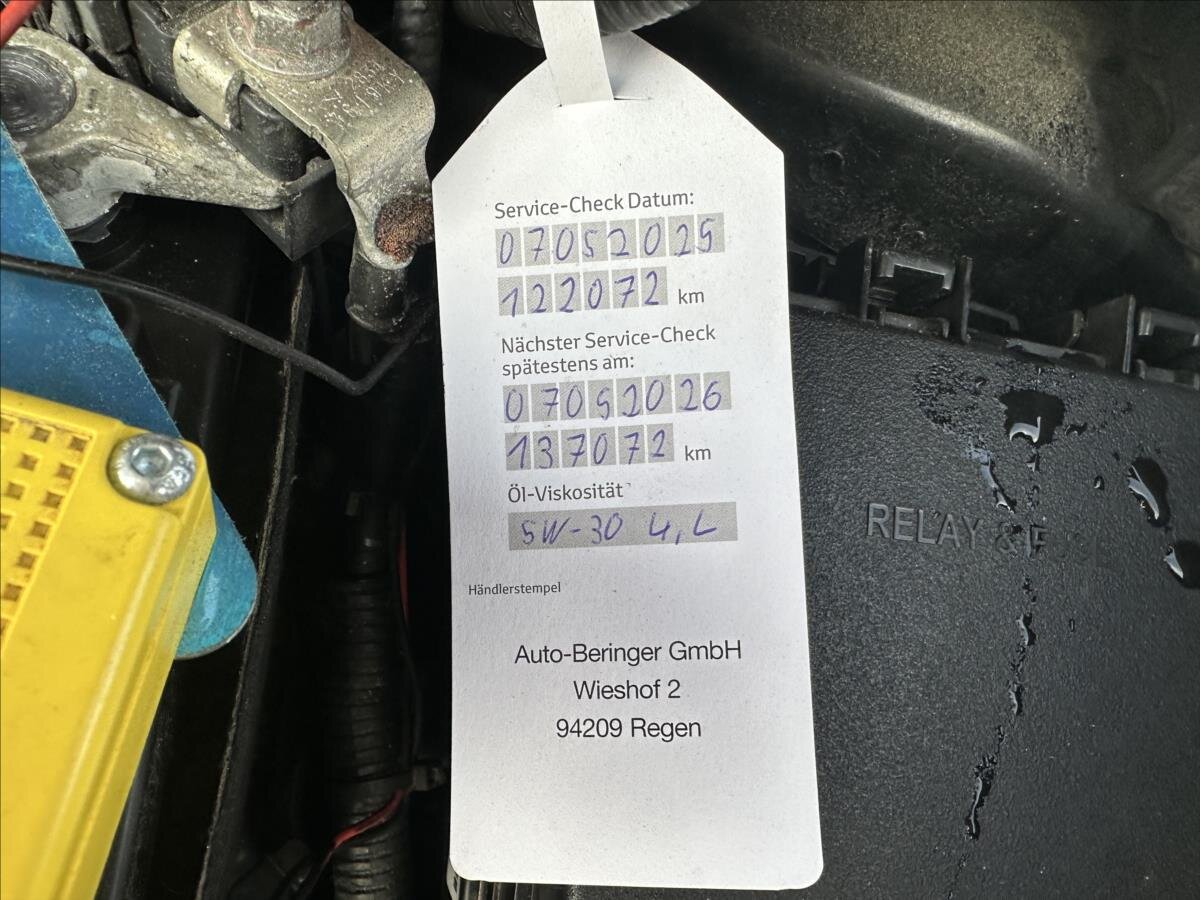 Service-Check Datum:
07052025
122072 km
Nächster Service-Check
spätestens am:
07052026
137072 km
Öl-Viskosität
5W-30 4,L
Händlerstempel
Auto-Beringer GmbH
Wieshof 2
94209 Regen
RELAY &